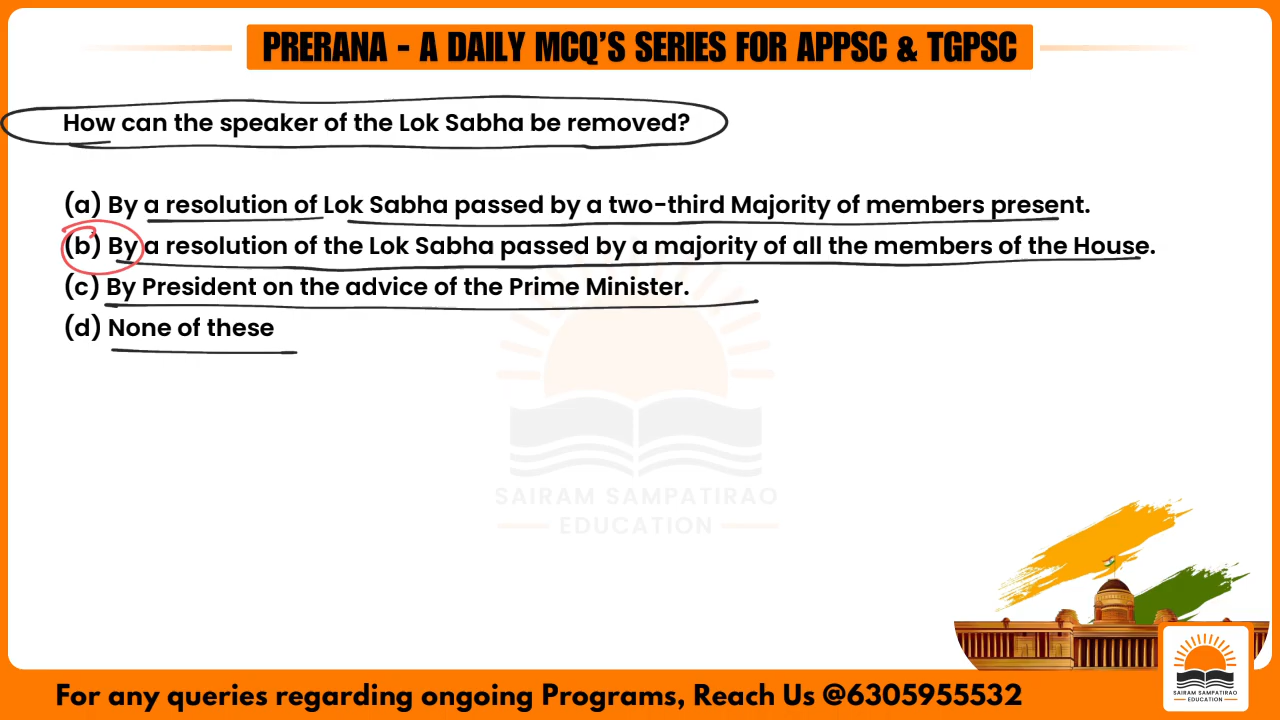 PRERANA - A DAILY MCQ'S SERIES FOR APPSC & TGPSC
How can the speaker of the Lok Sabha be removed?
(a) By a resolution of Lok Sabha passed by a two-third Majority of members present.
(b) By a resolution of the Lok Sabha passed by a majority of all the members of the House.
(c) By President on the advice of the Prime Minister.
(d) None of these
SAIRAM SAMPATIRAO
EDUCATION
For any queries regarding ongoing Programs, Reach Us @6305955532
SAIRAM SAMPATIRAO
EDUCATION